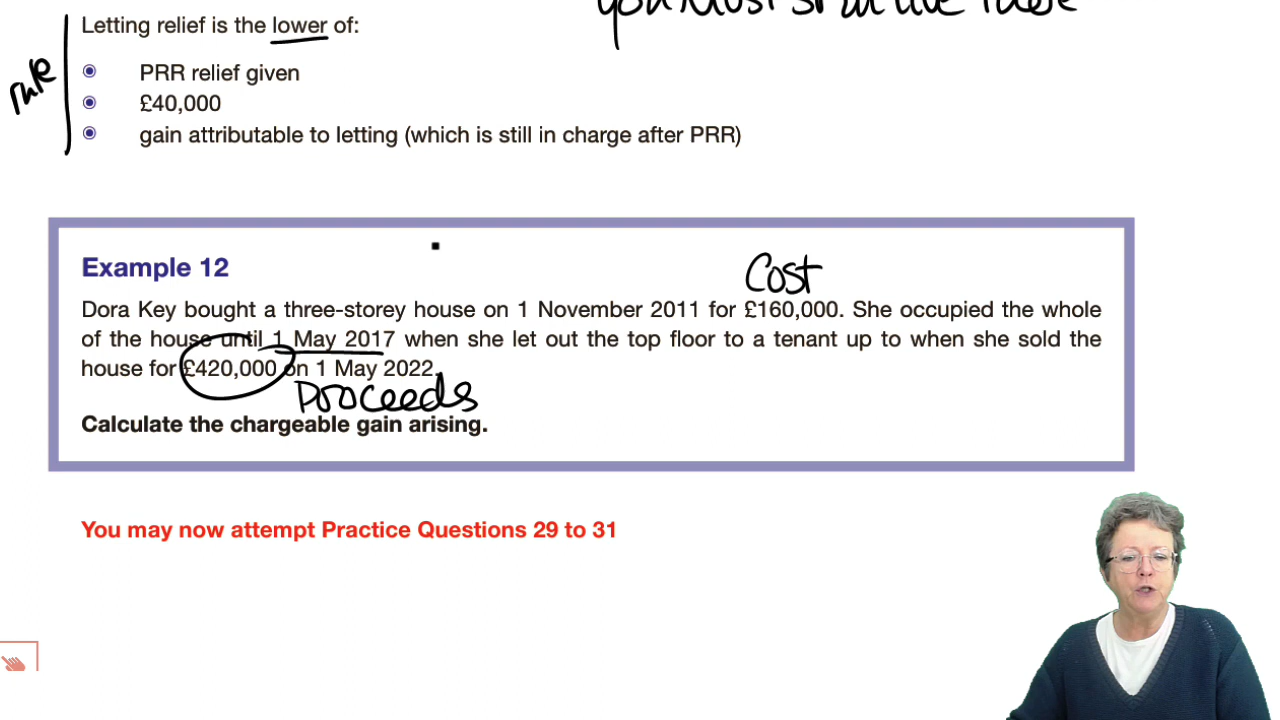 Letting relief is the lower of:
rule
PRR relief given
£40,000
gain attributable to letting (which is still in charge after PRR)
Example 12
Cost
Dora Key bought a three-storey house on 1 November 2011 for £160,000. She occupied the whole
of the house until 1 May 2017 when she let out the top floor to a tenant up to when she sold the
house for £420,000 on 1 May 2022.
Proceeds
Calculate the chargeable gain arising.
You may now attempt Practice Questions 29 to 31